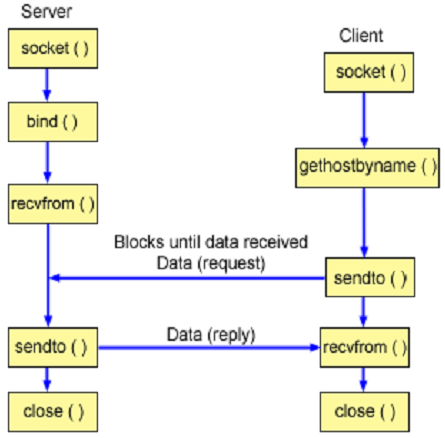 Server
Client
socket ( )
socket ( )
bind ( )
gethostbyname ( )
recvfrom ( )
Blocks until data received
Data (request)
sendto ( )
sendto ( )
Data (reply)
recvfrom ( )
close ( )
close ( )